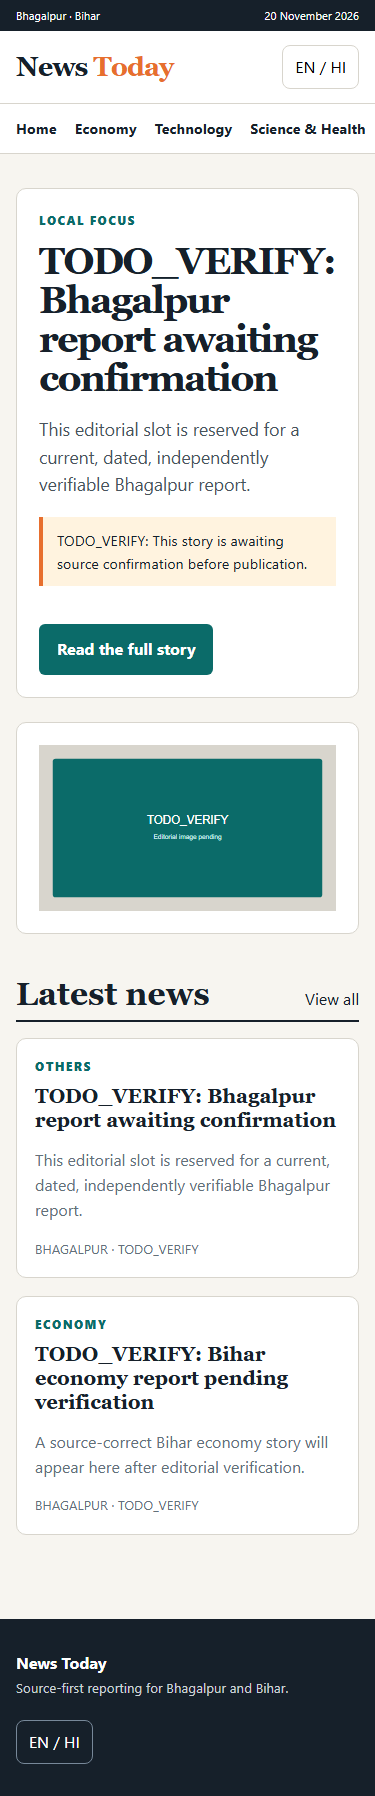 Bhagalpur · Bihar 20 November 2026
News Today EN / HI
Home Economy Technology Science & Health
LOCAL FOCUS
TODO_VERIFY:
Bhagalpur
report awaiting
confirmation
This editorial slot is reserved for a
current, dated, independently
verifiable Bhagalpur report.
TODO_VERIFY: This story is awaiting
source confirmation before publication.
Read the full story
TODO_VERIFY
Editorial image pending
Latest news View all
OTHERS
TODO_VERIFY: Bhagalpur
report awaiting confirmation
This editorial slot is reserved for a current,
dated, independently verifiable Bhagalpur
report.
BHAGALPUR · TODO_VERIFY
ECONOMY
TODO_VERIFY: Bihar
economy report pending
verification
A source-correct Bihar economy story will
appear here after editorial verification.
BHAGALPUR · TODO_VERIFY
News Today
Source-first reporting for Bhagalpur and Bihar.
EN / HI